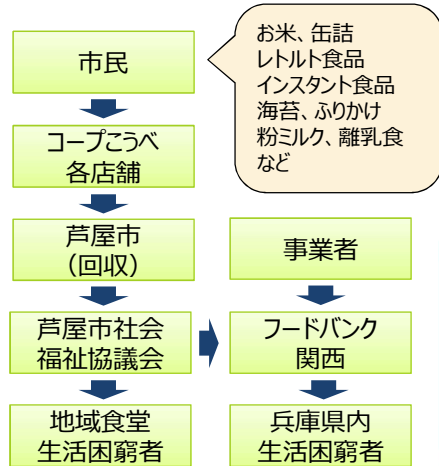 市民
お米、缶詰
レトルト食品
インスタント食品
海苔、ふりかけ
粉ミルク、離乳食
など
コープこうべ
各店舗
芦屋市
（回収）
事業者
芦屋市社会
福祉協議会
フードバンク
関西
地域食堂
生活困窮者
兵庫県内
生活困窮者